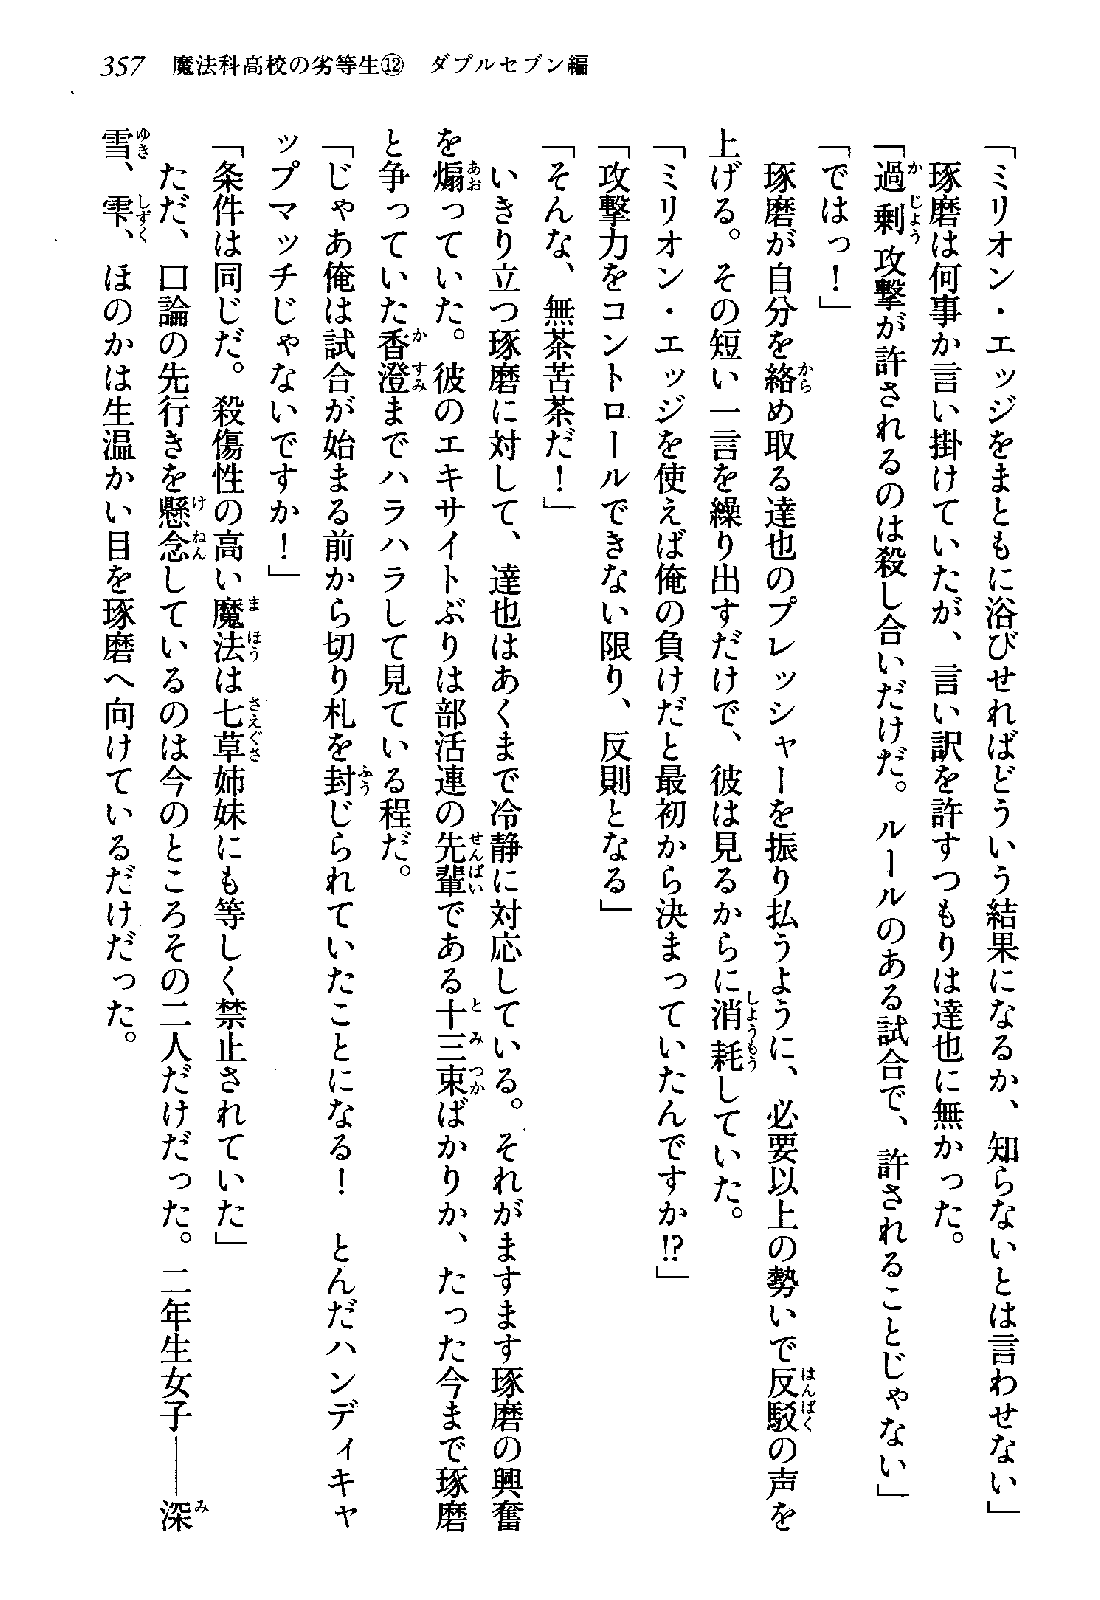 357　魔法科高校の劣等生⑫　ダブルセブン編
「ミリオン・エッジをまともに浴びせればどういう結果になるか、知らないとは言わせない」
　琢磨は何事か言い掛けていたが、言い訳を許すつもりは達也に無かった。
「過剰攻撃が許されるのは殺し合いだけだ。ルールのある試合で、許されることじゃない」
「ではっ！」
　琢磨が自分を絡め取る達也のプレッシャーを振り払うように、必要以上の勢いで反駁の声を
上げる。その短い一言を繰り出すだけで、彼は見るからに消耗していた。
「ミリオン・エッジを使えば俺の負けだと最初から決まっていたんですか⁉」
「攻撃力をコントロールできない限り、反則となる」
「そんな、無茶苦茶だ！」
　いきり立つ琢磨に対して、達也はあくまで冷静に対応している。それがますます琢磨の興奮
を煽っていた。彼のエキサイトぶりは部活連の先輩である十三束ばかりか、たった今まで琢磨
と争っていた香澄までハラハラして見ている程だ。
「じゃあ俺は試合が始まる前から切り札を封じられていたことになる！　とんだハンディキャ
ップマッチじゃないですか！」
「条件は同じだ。殺傷性の高い魔法は七草姉妹にも等しく禁止されていた」
　ただ、口論の先行きを懸念しているのは今のところその二人だけだった。二年生女子――深
雪、雫、ほのかは生温かい目を琢磨へ向けているだけだった。